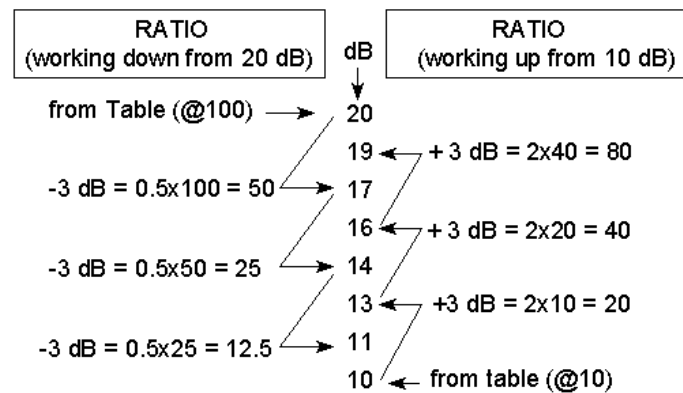 RATIO
(working down from 20 dB)
dB
RATIO
(working up from 10 dB)
from Table (@100)
20
19
+ 3 dB = 2x40 = 80
-3 dB = 0.5x100 = 50
17
16
+ 3 dB = 2x20 = 40
-3 dB = 0.5x50 = 25
14
13
+3 dB = 2x10 = 20
-3 dB = 0.5x25 = 12.5
11
10
from table (@10)